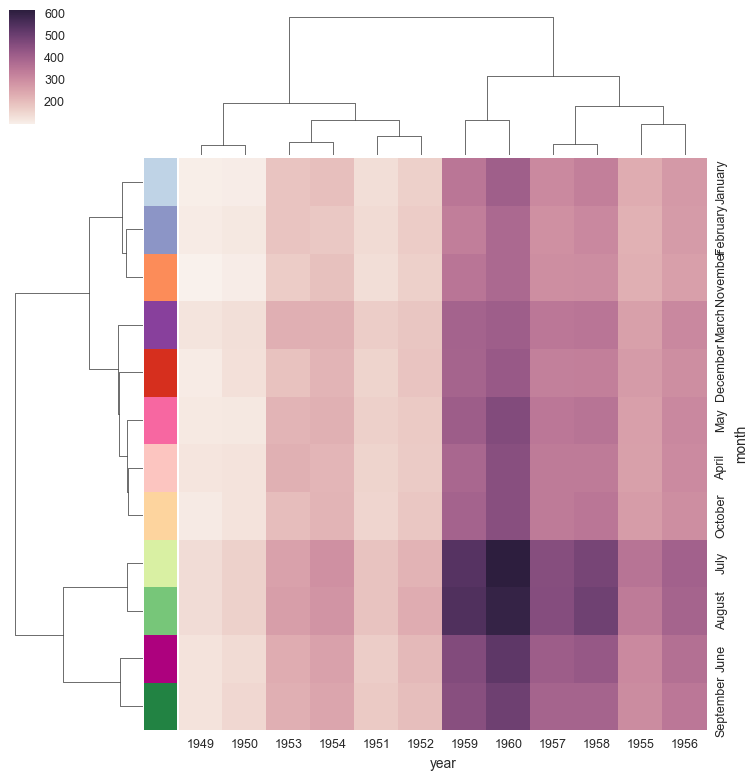 600
500
400
300
200
January
February
November
March
December
May
April
October
July
August
June
September
month
1949 1950 1953 1954 1951 1952 1959 1960 1957 1958 1955 1956
year